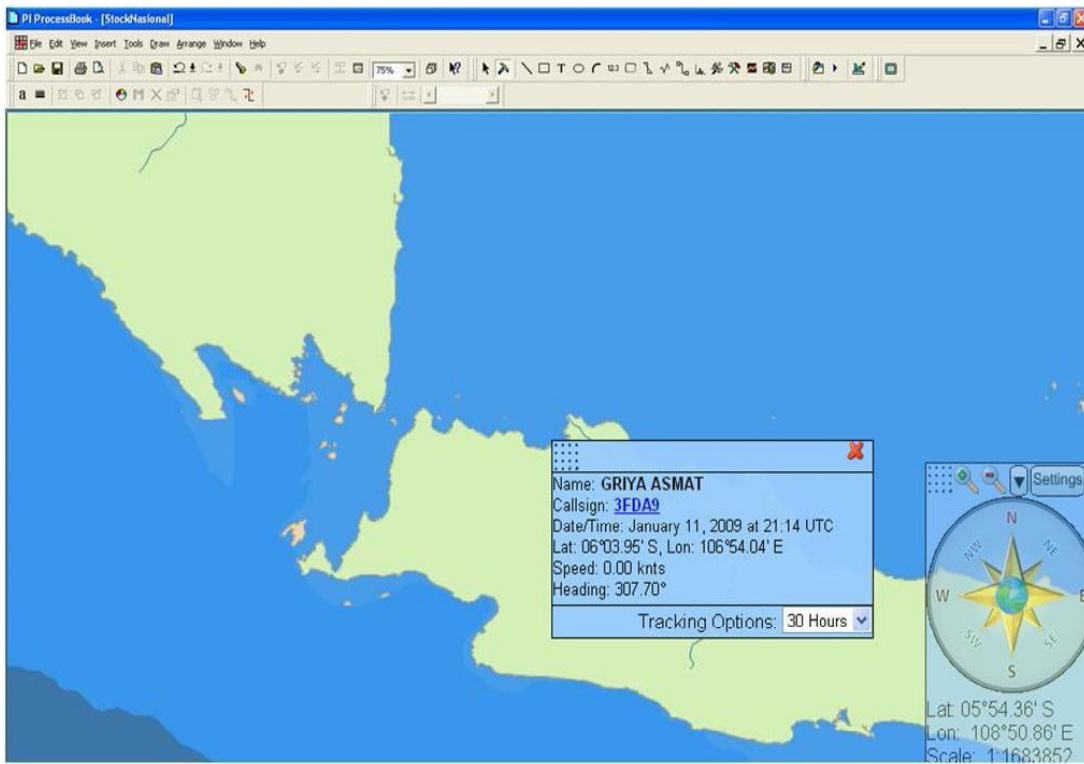 PI ProcessBook - [StockNasional]
File Edit View Insert Tools Draw Arrange Window Help
75%
Name: GRIYA ASMAT
Callsign: 3FDA9
Date/Time: January 11, 2009 at 21:14 UTC
Lat: 06°03.95' S, Lon: 106°54.04' E
Speed: 0.00 knts
Heading: 307.70°
Tracking Options: 30 Hours
Settings
N
NW NE
W E
SW SE
S
Lat: 05°54.36' S
Lon: 108°50.86' E
Scale: 1:1683852